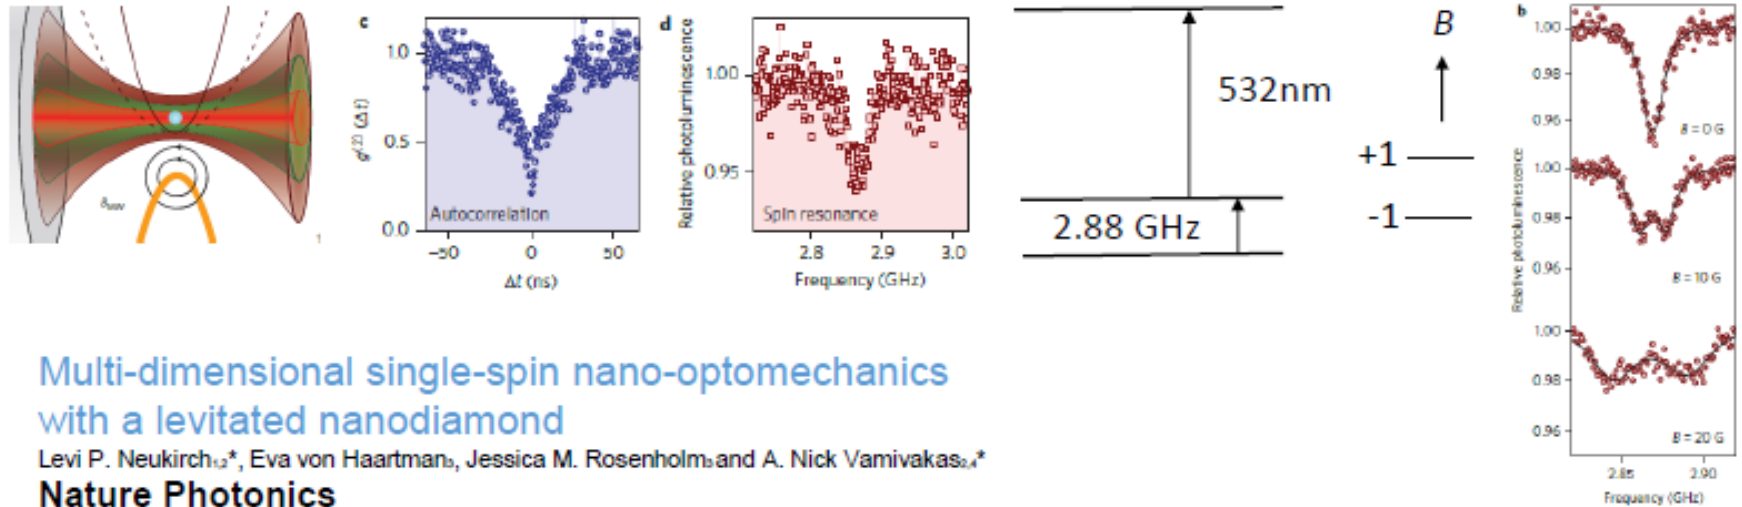 B_MW
1
c
1.0
0.5
0.0
g(2) (Δt)
Autocorrelation
−50 0 50
Δt (ns)
d
Relative photoluminescence
1.00
0.95
Spin resonance
2.8 2.9 3.0
Frequency (GHz)
532nm
2.88 GHz
B
+1
-1
b
Relative photoluminescence
1.00
0.98
0.96
B = 0 G
1.00
0.98
0.96
B = 10 G
1.00
0.98
0.96
B = 20 G
2.85 2.90
Frequency (GHz)
Multi-dimensional single-spin nano-optomechanics
with a levitated nanodiamond
Levi P. Neukirch1,2*, Eva von Haartman3, Jessica M. Rosenholm3 and A. Nick Vamivakas2,4*
Nature Photonics